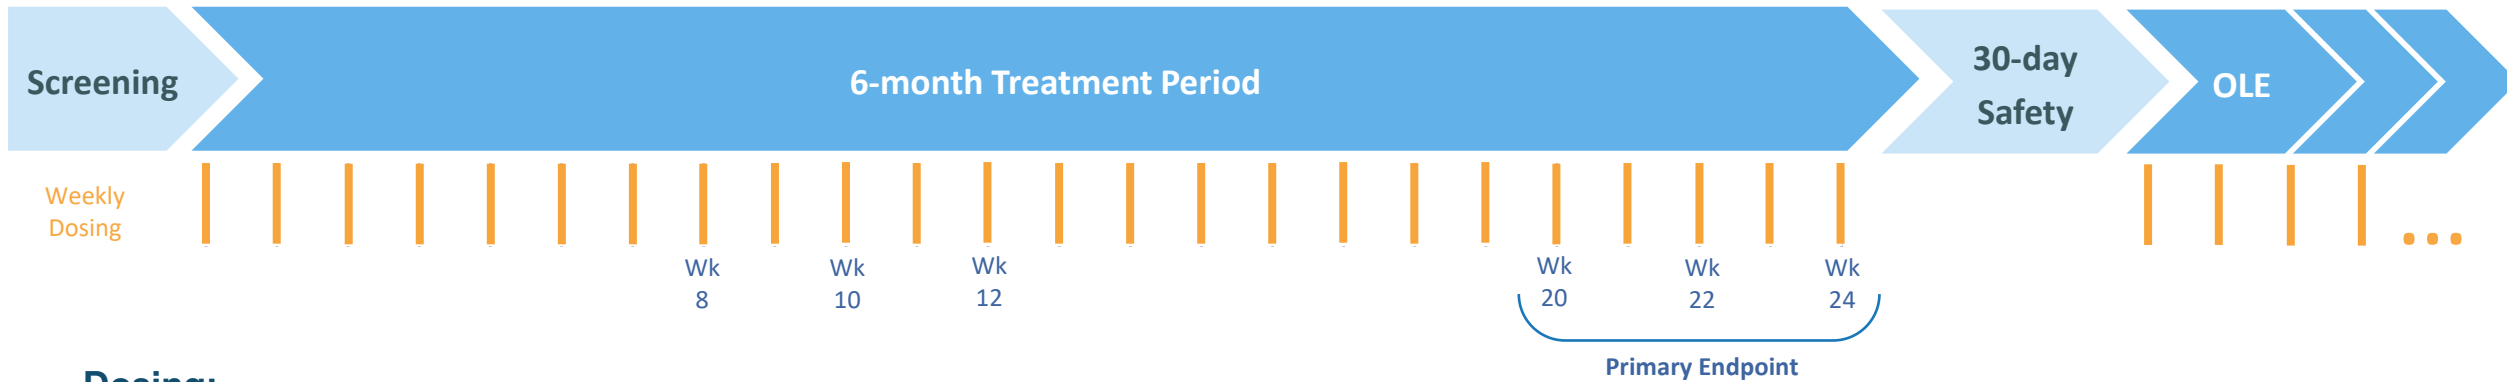 Screening
6-month Treatment Period
30-day
Safety
OLE
Weekly
Dosing
Wk
8
Wk
10
Wk
12
Wk
20
Wk
22
Wk
24
Primary Endpoint
Dosing:
...